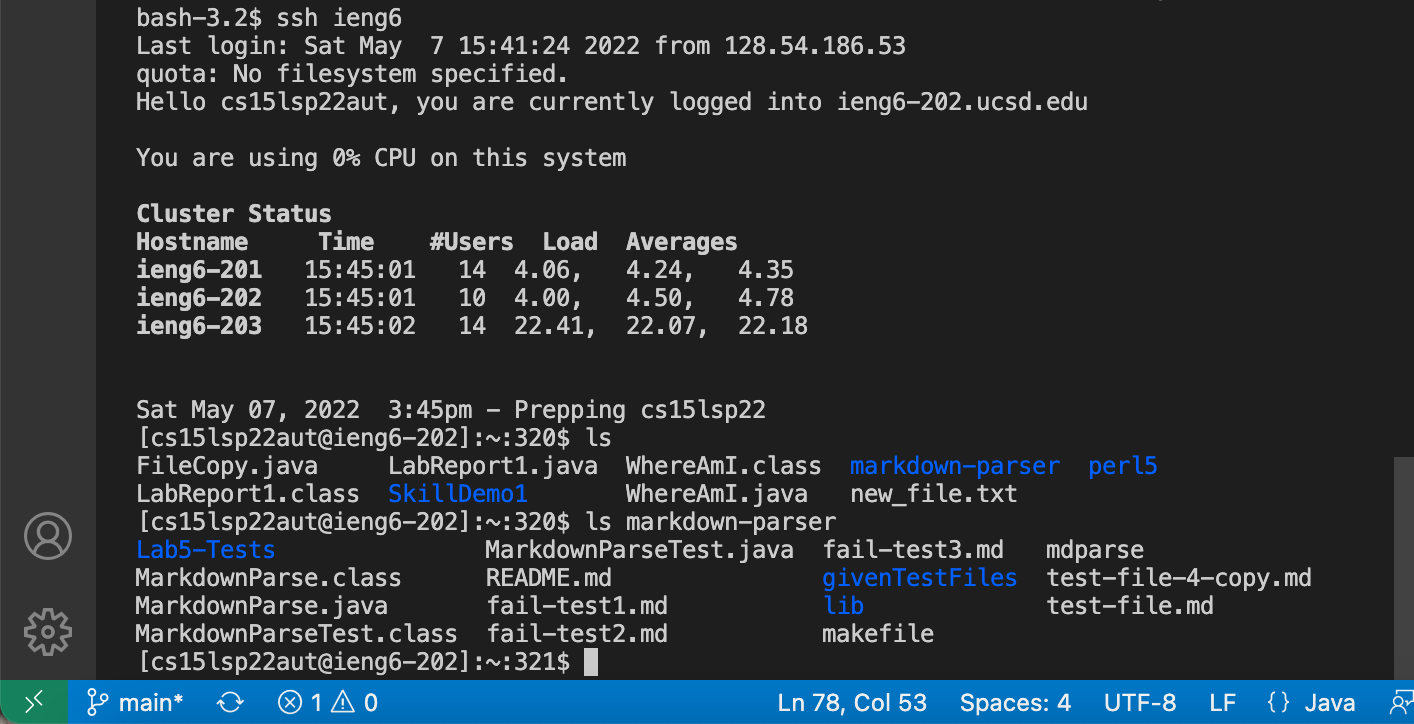 bash-3.2$ ssh ieng6
Last login: Sat May  7 15:41:24 2022 from 128.54.186.53
quota: No filesystem specified.
Hello cs15lsp22aut, you are currently logged into ieng6-202.ucsd.edu
You are using 0% CPU on this system
Cluster Status
Hostname     Time    #Users  Load  Averages
ieng6-201   15:45:01   14  4.06,   4.24,   4.35
ieng6-202   15:45:01   10  4.00,   4.50,   4.78
ieng6-203   15:45:02   14  22.41,  22.07,  22.18
Sat May 07, 2022  3:45pm - Prepping cs15lsp22
[cs15lsp22aut@ieng6-202]:~:320$ ls
FileCopy.java     LabReport1.java  WhereAmI.class  markdown-parser  perl5
LabReport1.class  SkillDemo1       WhereAmI.java   new_file.txt
[cs15lsp22aut@ieng6-202]:~:320$ ls markdown-parser
Lab5-Tests               MarkdownParseTest.java  fail-test3.md   mdparse
MarkdownParse.class      README.md               givenTestFiles  test-file-4-copy.md
MarkdownParse.java       fail-test1.md           lib             test-file.md
MarkdownParseTest.class  fail-test2.md           makefile
[cs15lsp22aut@ieng6-202]:~:321$
main* 1 0 Ln 78, Col 53 Spaces: 4 UTF-8 LF {} Java